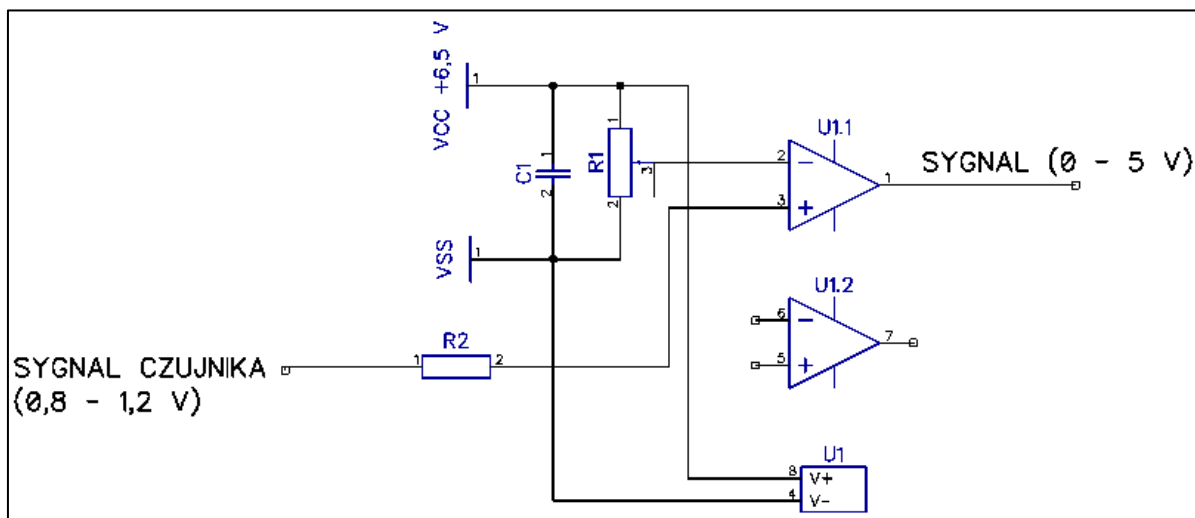 VCC +6,5 V
1
1
1
C1
2
R1
2
3
VSS
1
U1.1
2
-
3
+
1
SYGNAL (0 - 5 V)
U1.2
6
-
5
+
7
R2
1
2
SYGNAL CZUJNIKA
(0,8 - 1,2 V)
U1
8 V+
4 V-